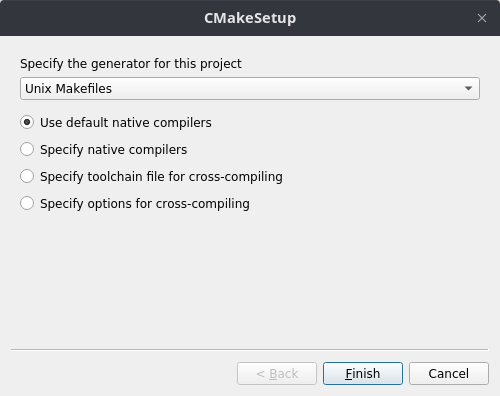 CMakeSetup
Specify the generator for this project
Unix Makefiles
Use default native compilers
Specify native compilers
Specify toolchain file for cross-compiling
Specify options for cross-compiling
< Back Finish Cancel